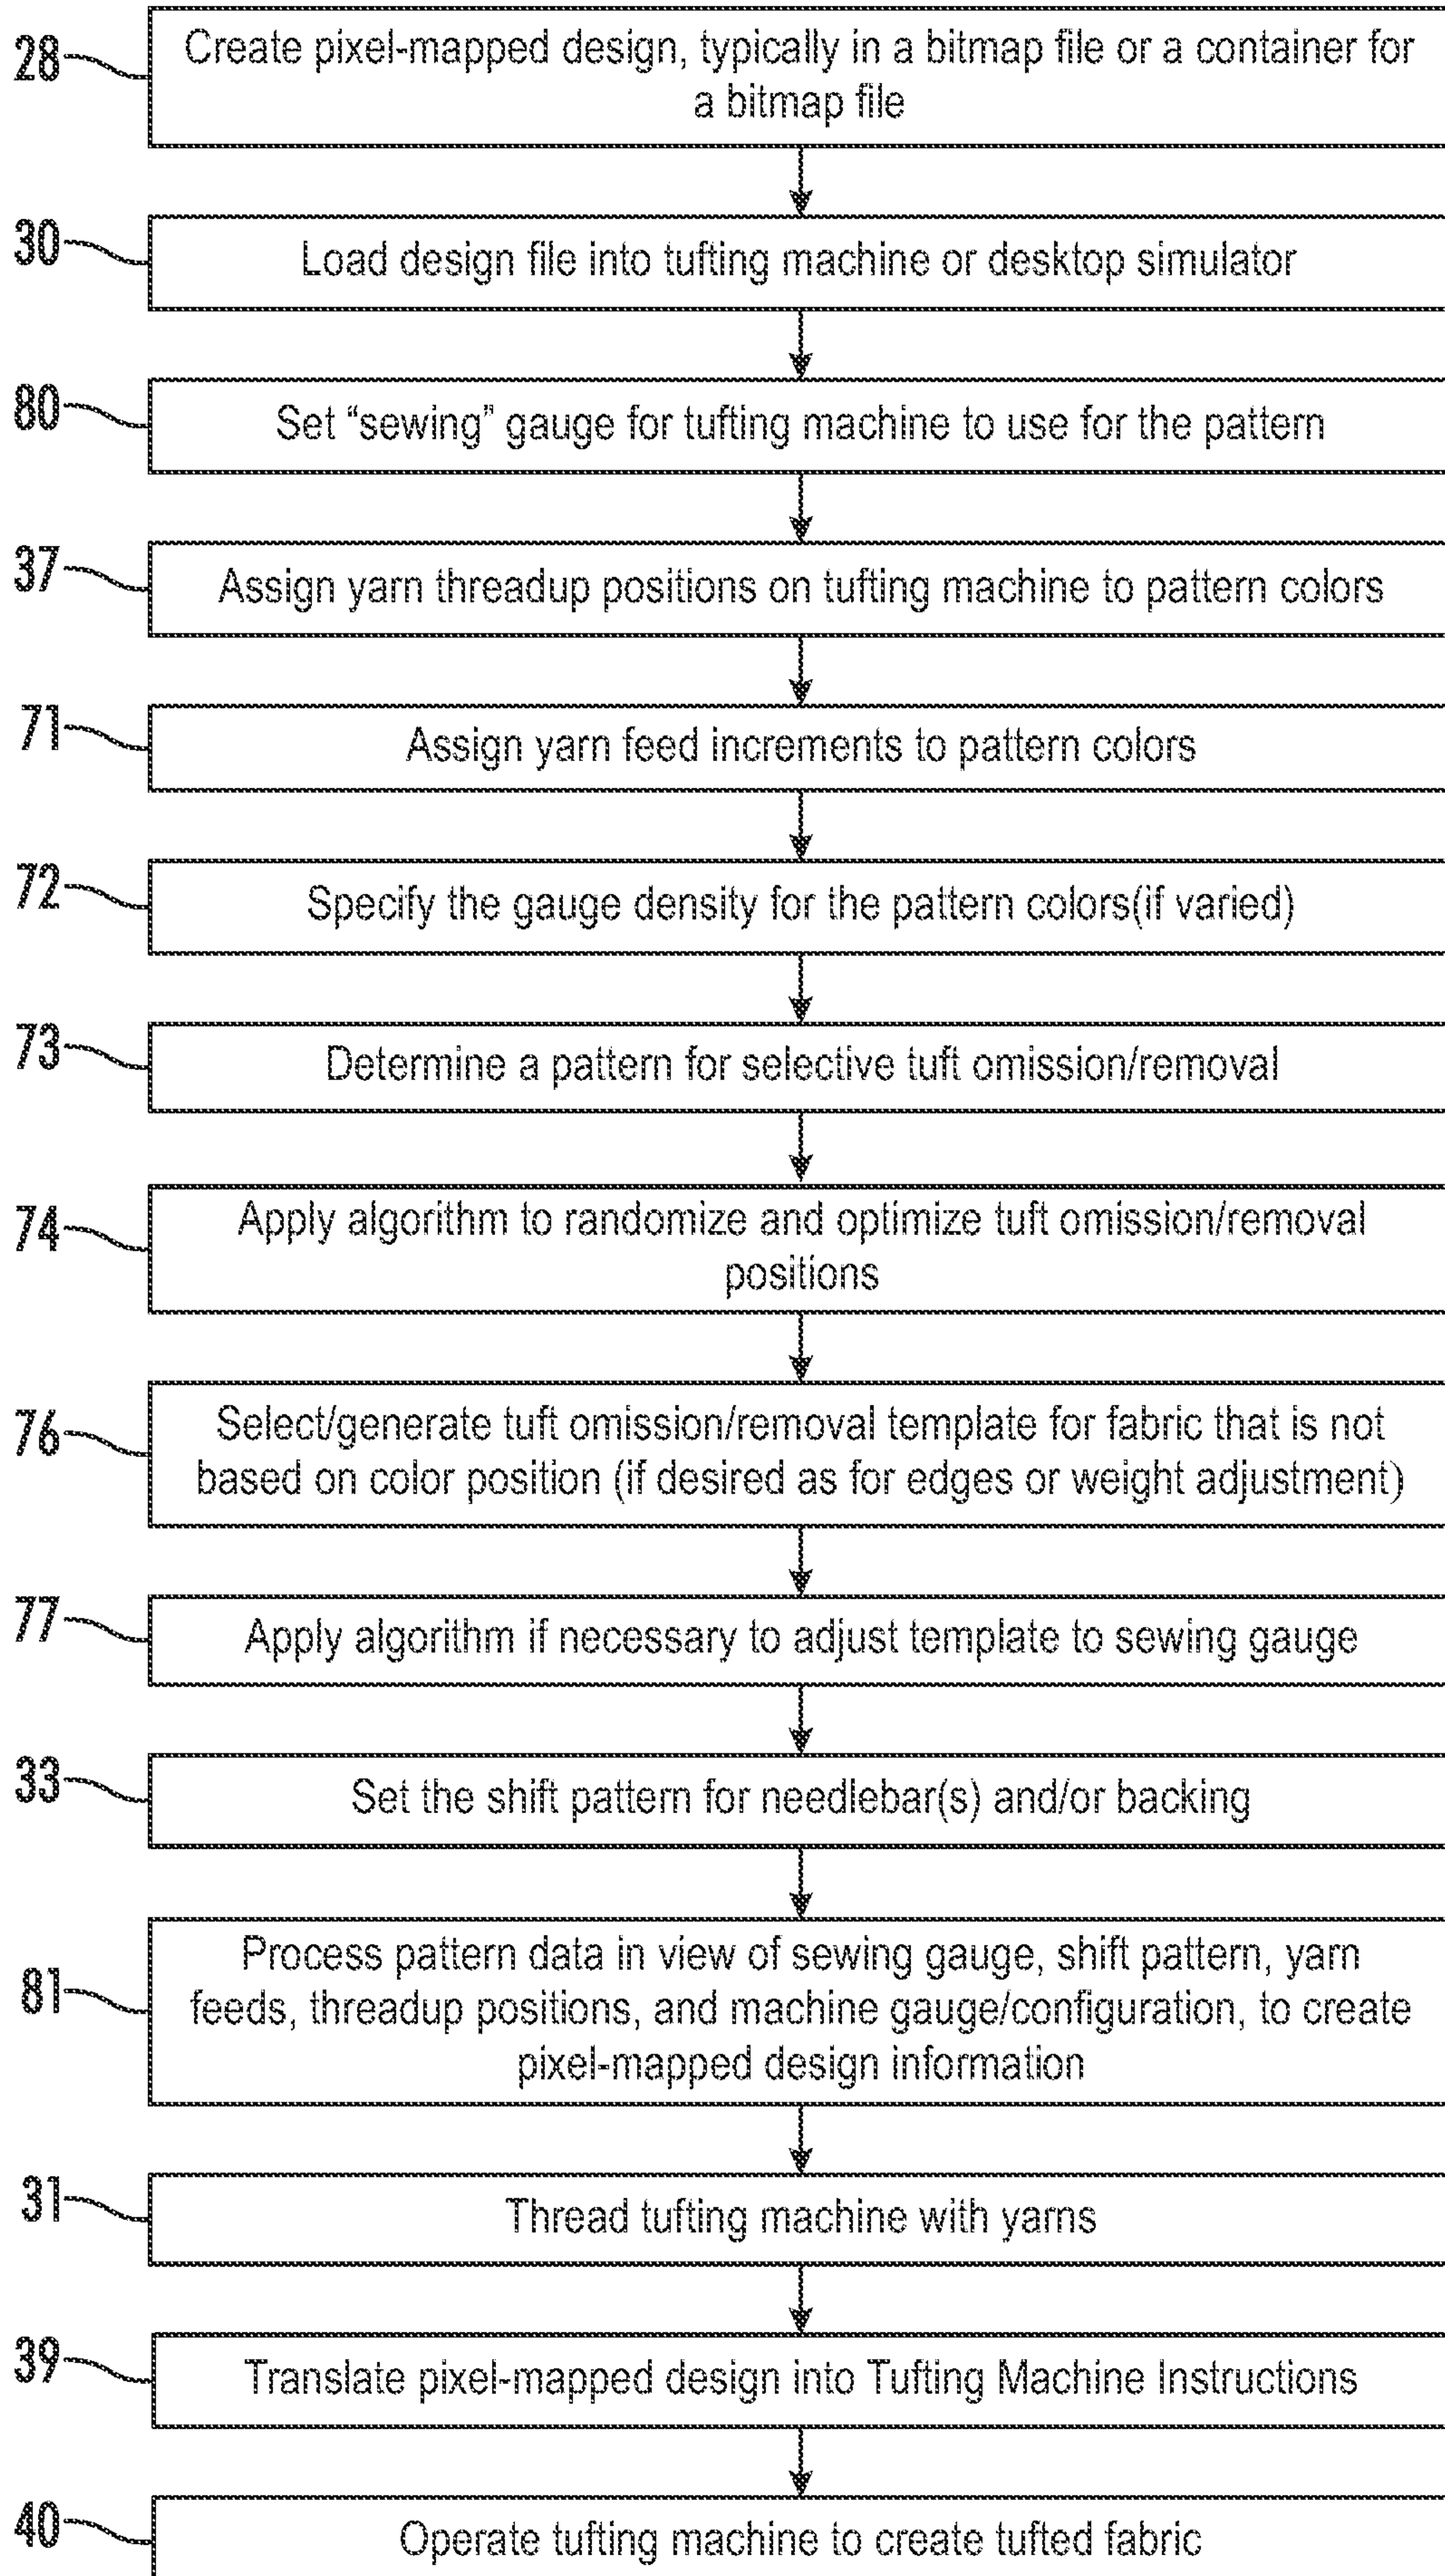 28
Create pixel-mapped design, typically in a bitmap file or a container for
a bitmap file
30
Load design file into tufting machine or desktop simulator
80
Set “sewing” gauge for tufting machine to use for the pattern
37
Assign yarn threadup positions on tufting machine to pattern colors
71
Assign yarn feed increments to pattern colors
72
Specify the gauge density for the pattern colors(if varied)
73
Determine a pattern for selective tuft omission/removal
74
Apply algorithm to randomize and optimize tuft omission/removal
positions
76
Select/generate tuft omission/removal template for fabric that is not
based on color position (if desired as for edges or weight adjustment)
77
Apply algorithm if necessary to adjust template to sewing gauge
33
Set the shift pattern for needlebar(s) and/or backing
81
Process pattern data in view of sewing gauge, shift pattern, yarn
feeds, threadup positions, and machine gauge/configuration, to create
pixel-mapped design information
31
Thread tufting machine with yarns
39
Translate pixel-mapped design into Tufting Machine Instructions
40
Operate tufting machine to create tufted fabric